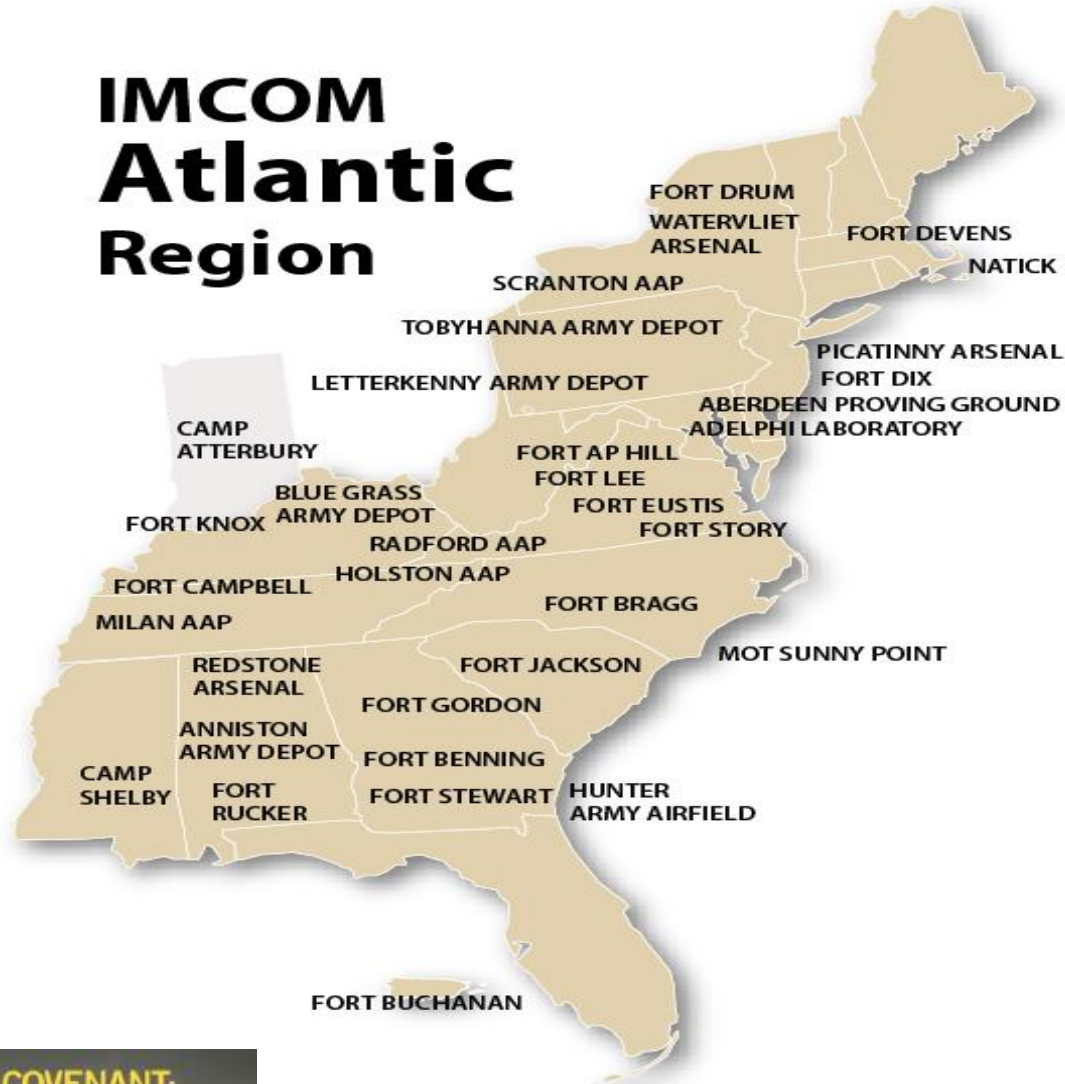 IMCOM
Atlantic
Region
FORT DRUM
WATERVLIET
ARSENAL
FORT DEVENS
NATICK
SCRANTON AAP
TOBYHANNA ARMY DEPOT
PICATINNY ARSENAL
LETTERKENNY ARMY DEPOT
FORT DIX
ABERDEEN PROVING GROUND
ADELPHI LABORATORY
CAMP
ATTERBURY
FORT AP HILL
FORT LEE
BLUE GRASS
ARMY DEPOT
FORT EUSTIS
FORT STORY
FORT KNOX
RADFORD AAP
HOLSTON AAP
FORT CAMPBELL
FORT BRAGG
MILAN AAP
MOT SUNNY POINT
REDSTONE
ARSENAL
FORT JACKSON
FORT GORDON
ANNISTON
ARMY DEPOT
FORT BENNING
CAMP
SHELBY
FORT
RUCKER
FORT STEWART
HUNTER
ARMY AIRFIELD
FORT BUCHANAN
COVENANT: